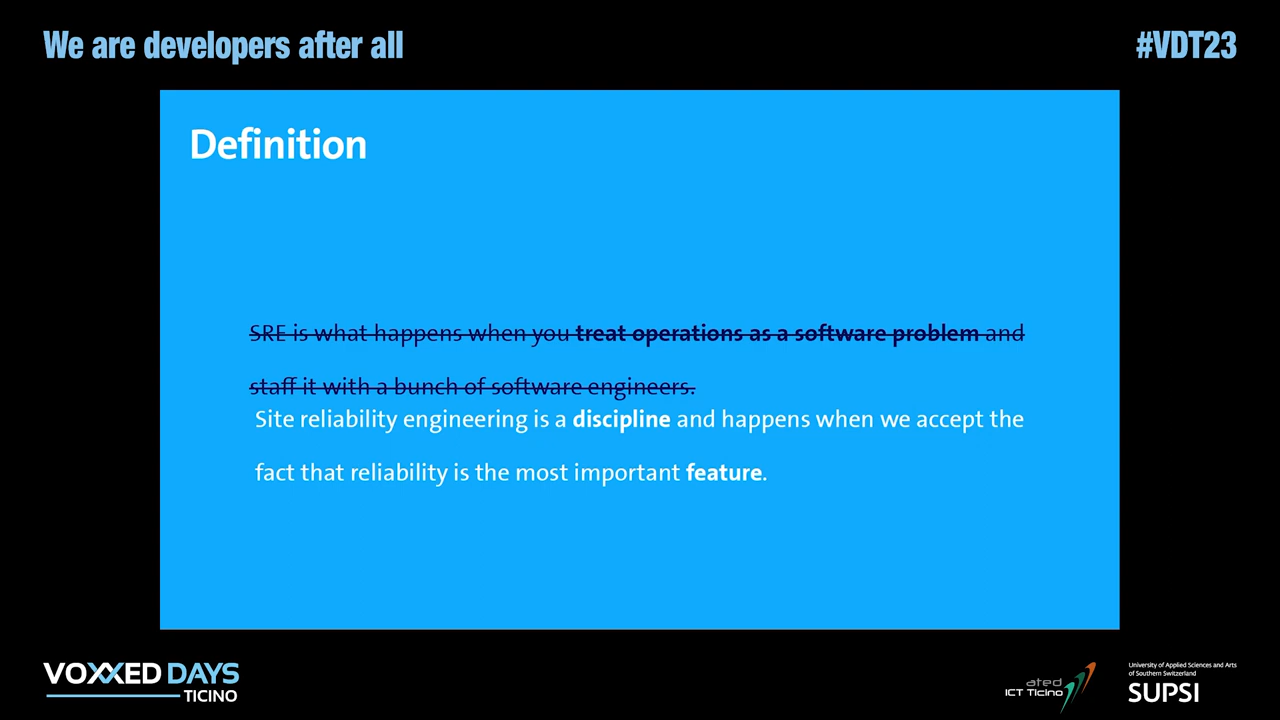 We are developers after all
#VDT23
Definition
SRE is what happens when you treat operations as a software problem and
staff it with a bunch of software engineers.
Site reliability engineering is a discipline and happens when we accept the
fact that reliability is the most important feature.
VOXXED DAYS
TICINO
ated
ICT Ticino
University of Applied Sciences and Arts
of Southern Switzerland
SUPSI